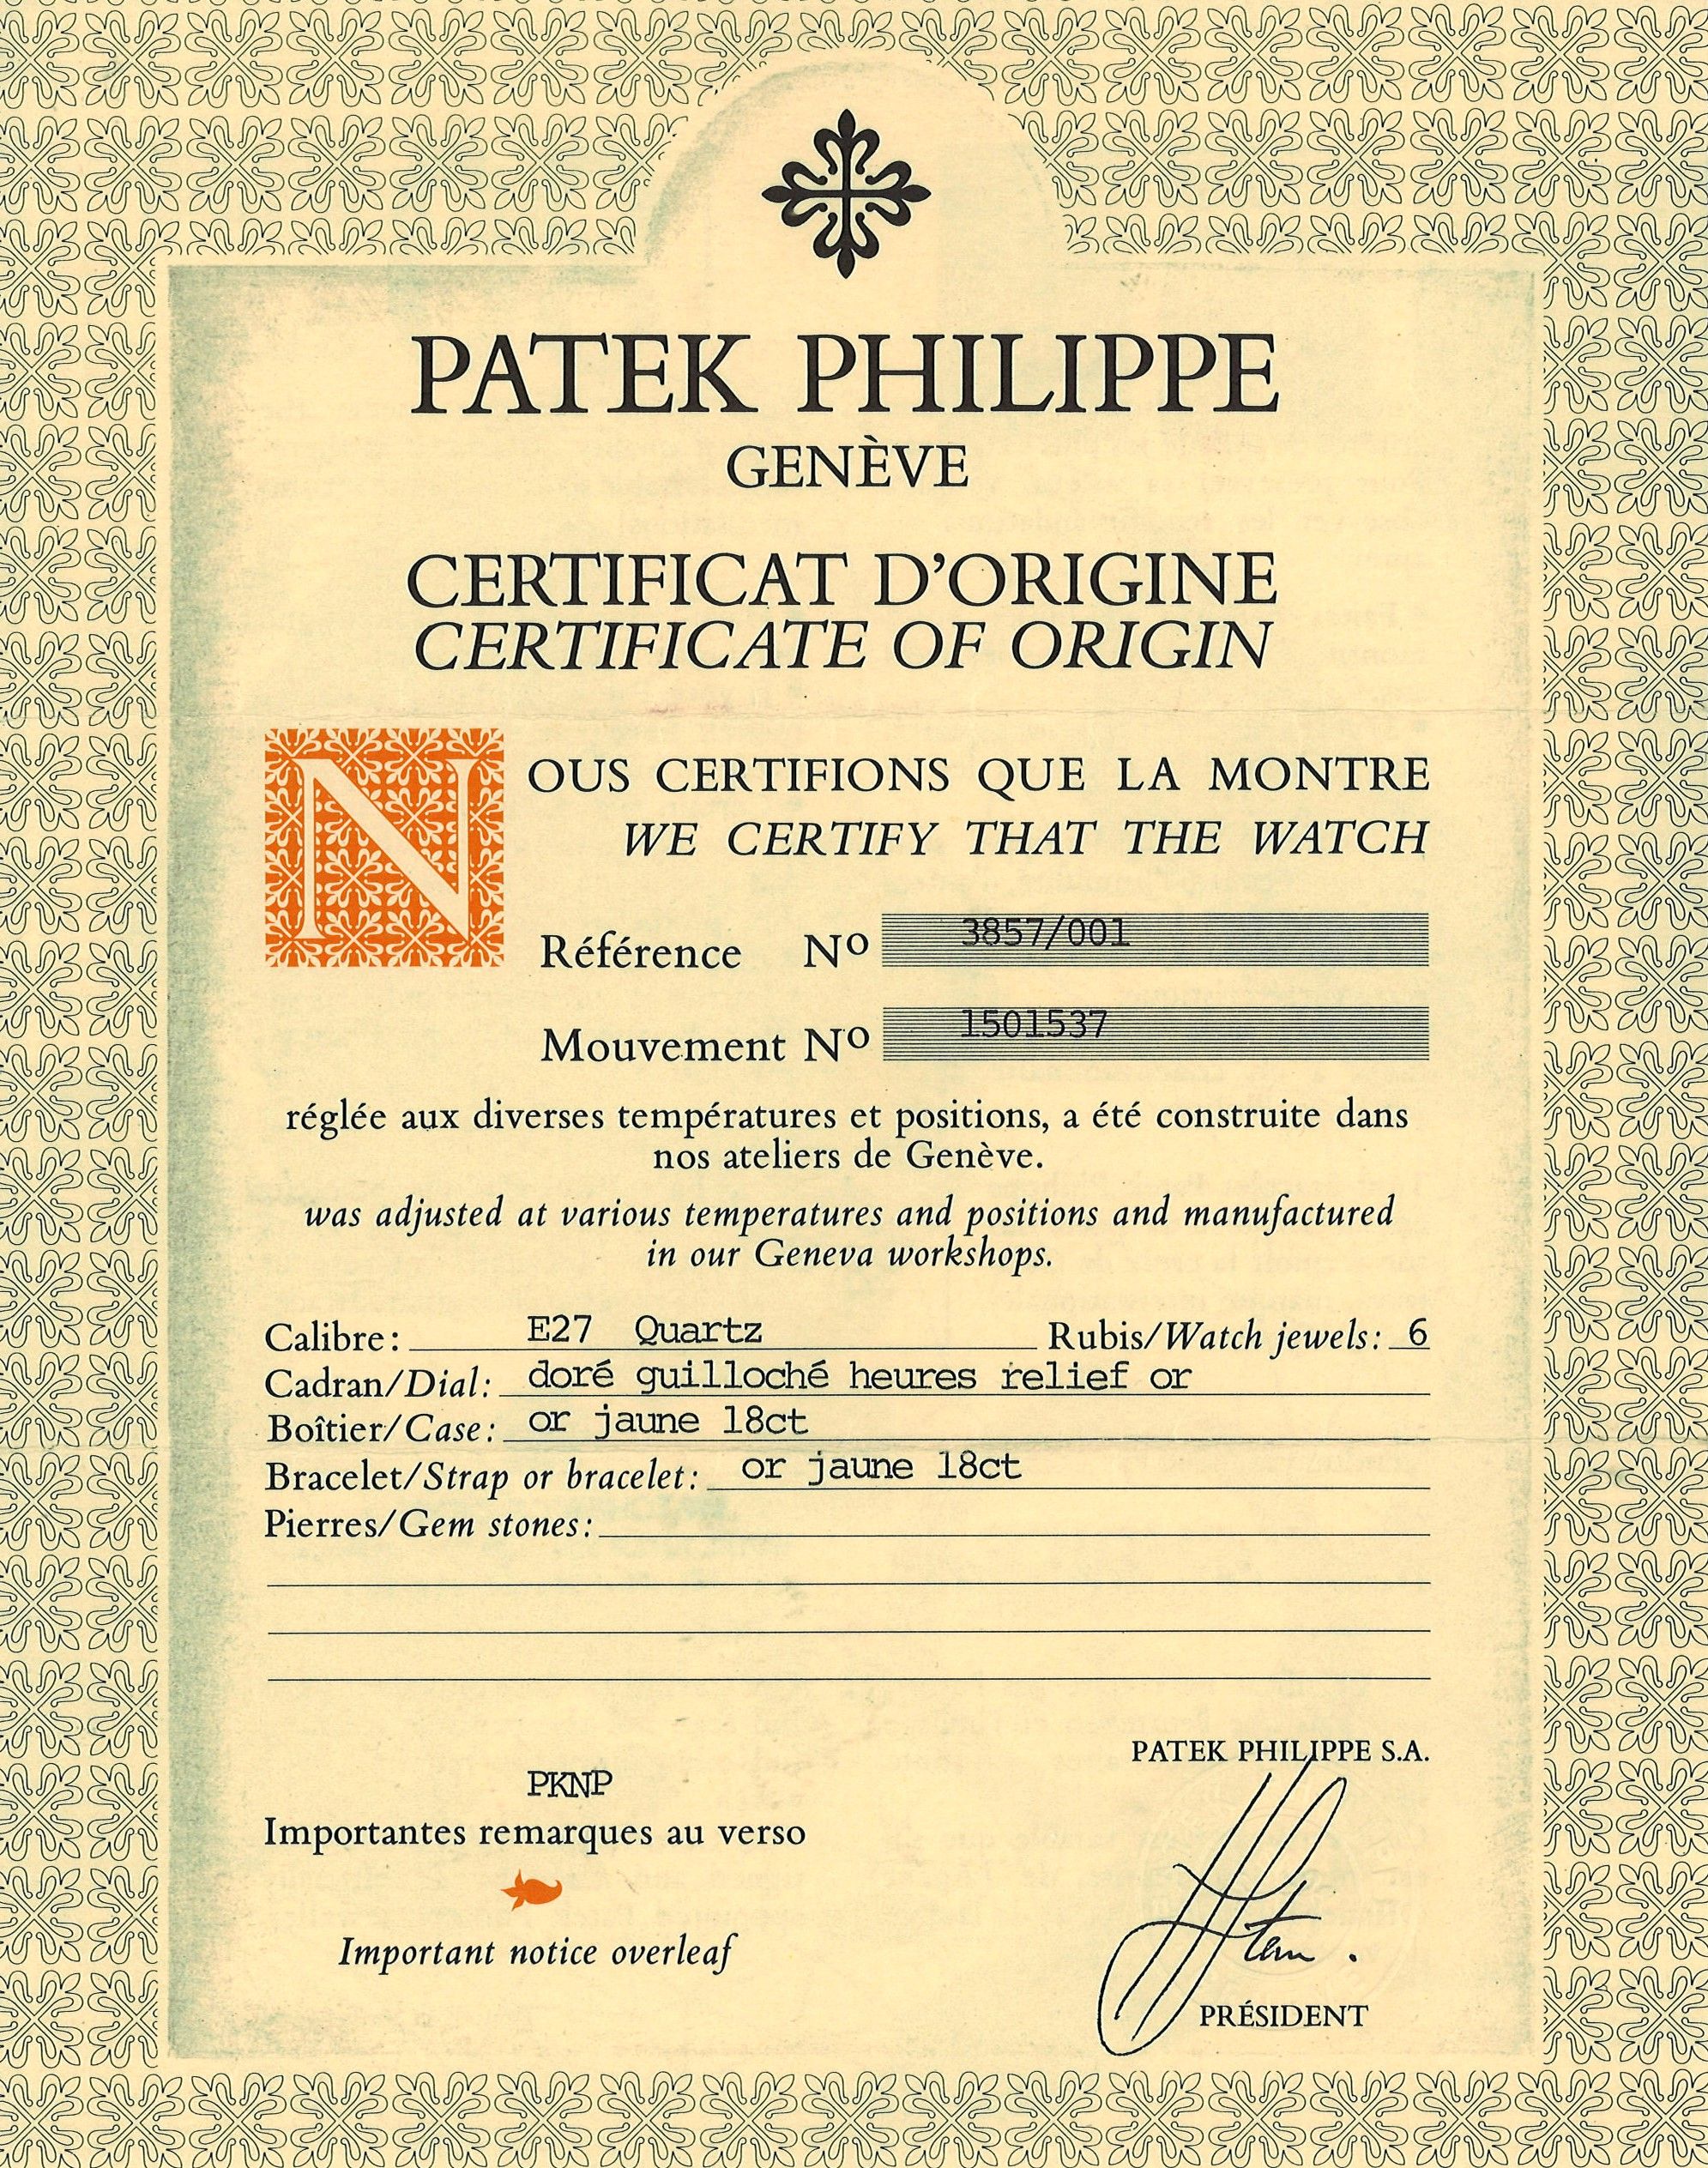 PATEK PHILIPPE
GENÈVE
CERTIFICAT D'ORIGINE
CERTIFICATE OF ORIGIN
NOUS CERTIFIONS QUE LA MONTRE
WE CERTIFY THAT THE WATCH
Référence Nº 3857/001
Mouvement Nº 1501537
réglée aux diverses températures et positions, a été construite dans
nos ateliers de Genève.
was adjusted at various temperatures and positions and manufactured
in our Geneva workshops.
Calibre: E27 Quartz Rubis/Watch jewels: 6
Cadran/Dial: doré guilloché heures relief or
Boîtier/Case: or jaune 18ct
Bracelet/Strap or bracelet: or jaune 18ct
Pierres/Gem stones:
PATEK PHILIPPE S.A.
PKNP
Importantes remarques au verso
Important notice overleaf
PRÉSIDENT